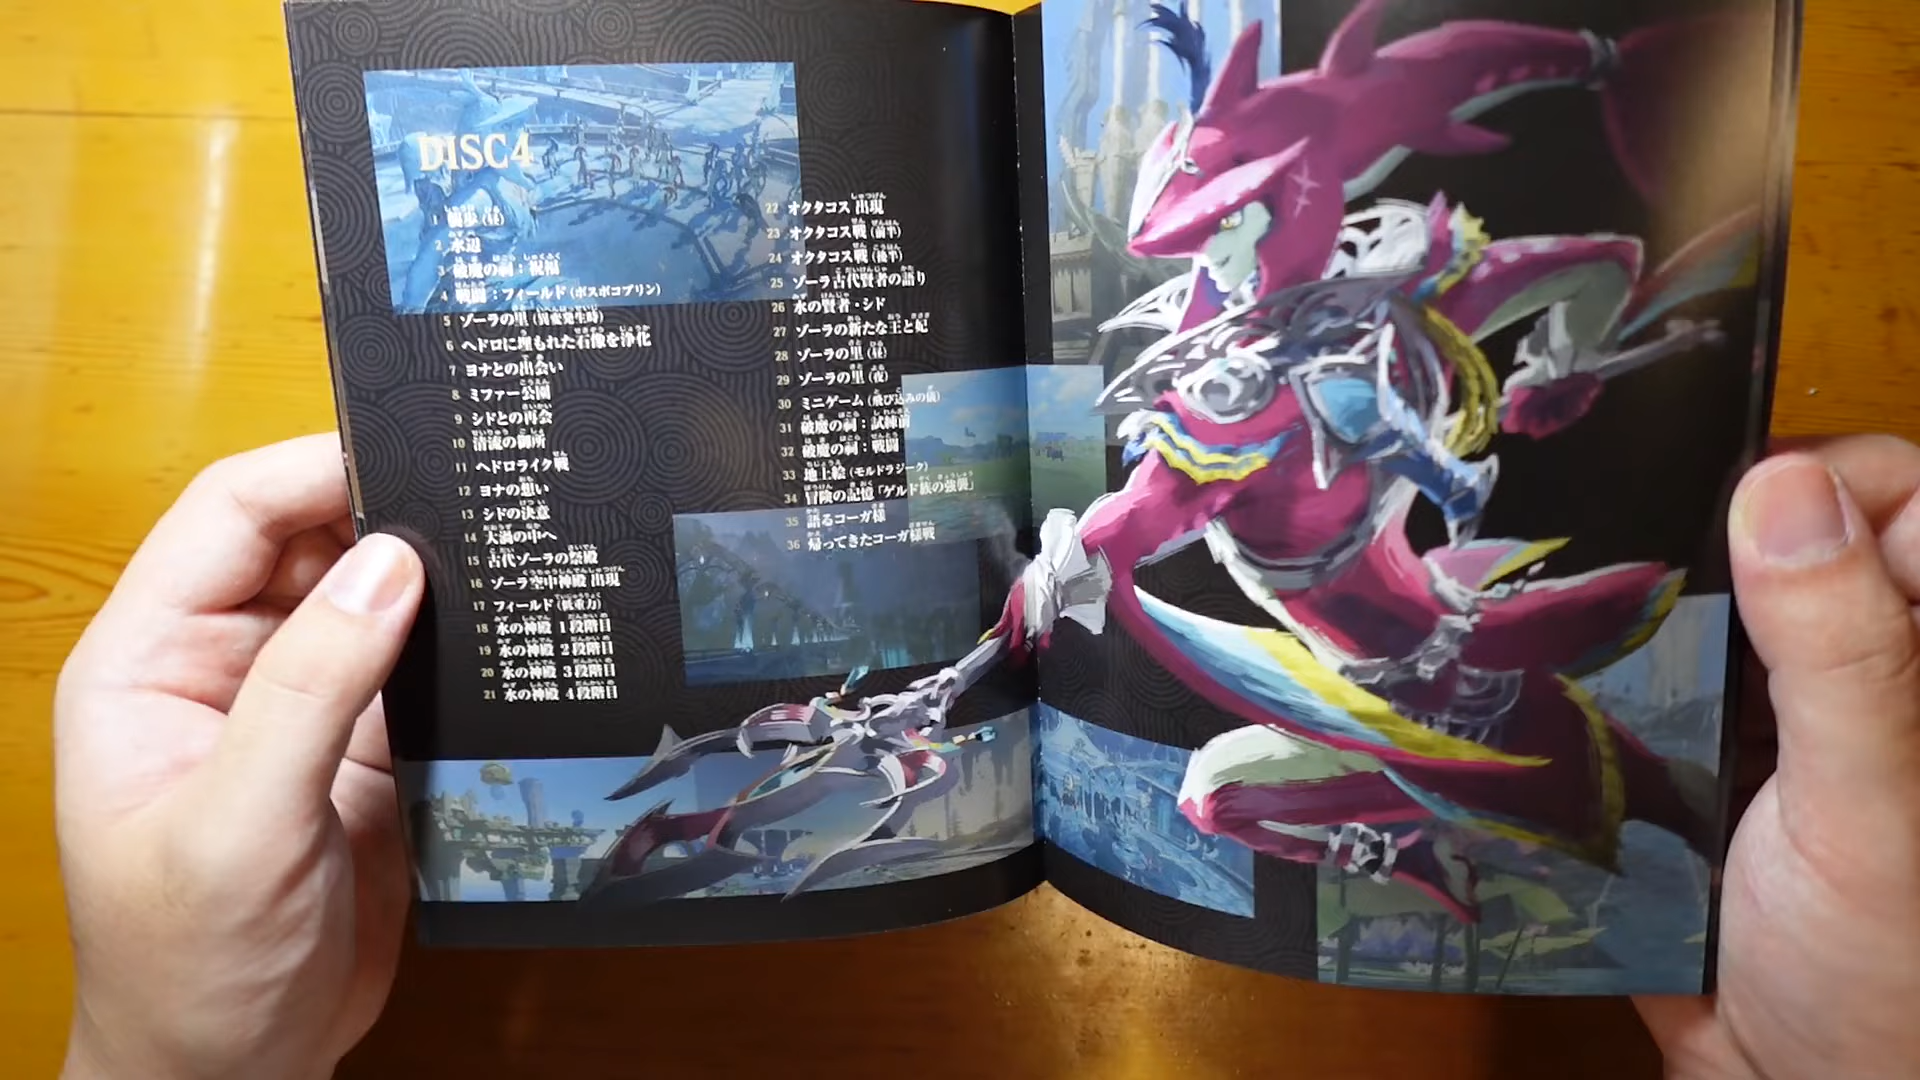 DISC4
1 徒歩(昼)
2 水辺
3 破魔の祠：祝福
4 戦闘：フィールド(ボスボコブリン)
5 ゾーラの里(異変発生時)
6 ヘドロに埋もれた石像を浄化
7 ヨナとの出会い
8 ミファー公園
9 シドとの再会
10 清流の御所
11 ヘドロライク戦
12 ヨナの想い
13 シドの決意
14 大渦の中へ
15 古代ゾーラの祭殿
16 ゾーラ空中神殿 出現
17 フィールド(低重力)
18 水の神殿 1段階目
19 水の神殿 2段階目
20 水の神殿 3段階目
21 水の神殿 4段階目
22 オクタコス 出現
23 オクタコス戦(前半)
24 オクタコス戦(後半)
25 ゾーラ古代賢者の語り
26 水の賢者・シド
27 ゾーラの新たな王と妃
28 ゾーラの里(昼)
29 ゾーラの里(夜)
30 ミニゲーム(飛び込みの儀)
31 破魔の祠：試練前
32 破魔の祠：戦闘
33 地上絵(モルドラジーク)
34 冒険の記憶「ゲルド族の強襲」
35 語るコーガ様
36 帰ってきたコーガ様戦